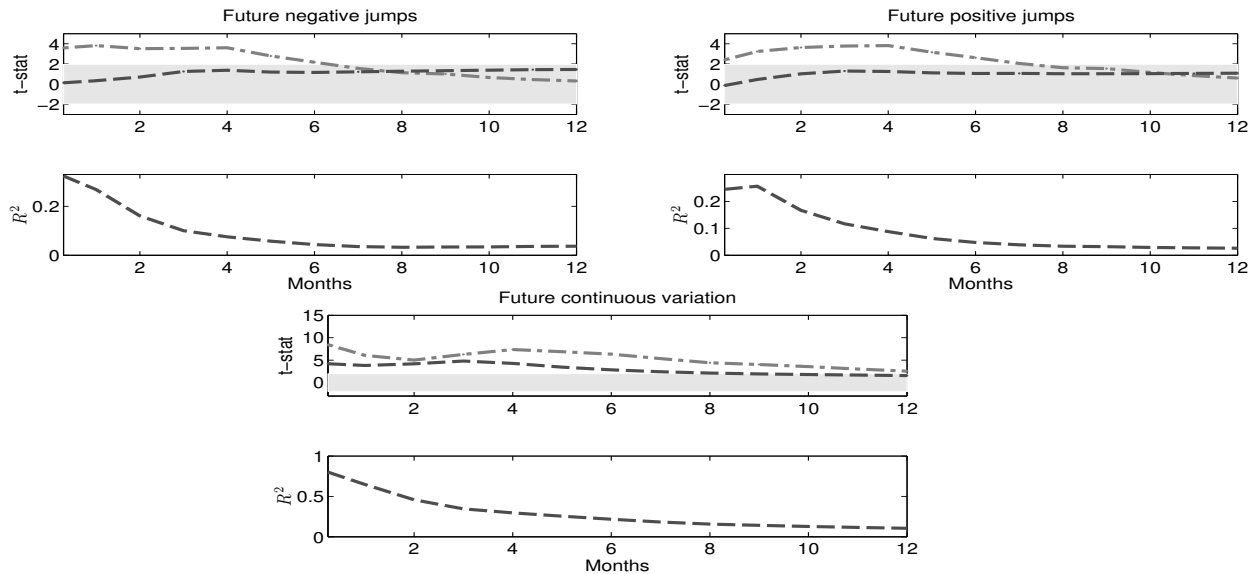 Future negative jumps
t-stat
4
2
0
−2
2 4 6 8 10 12
R²
0.2
0
2 4 6 8 10 12
Months
Future positive jumps
t-stat
4
2
0
−2
2 4 6 8 10 12
R²
0.2
0.1
0
2 4 6 8 10 12
Months
Future continuous variation
t-stat
15
10
5
0
2 4 6 8 10 12
R²
1
0.5
0
2 4 6 8 10 12
Months